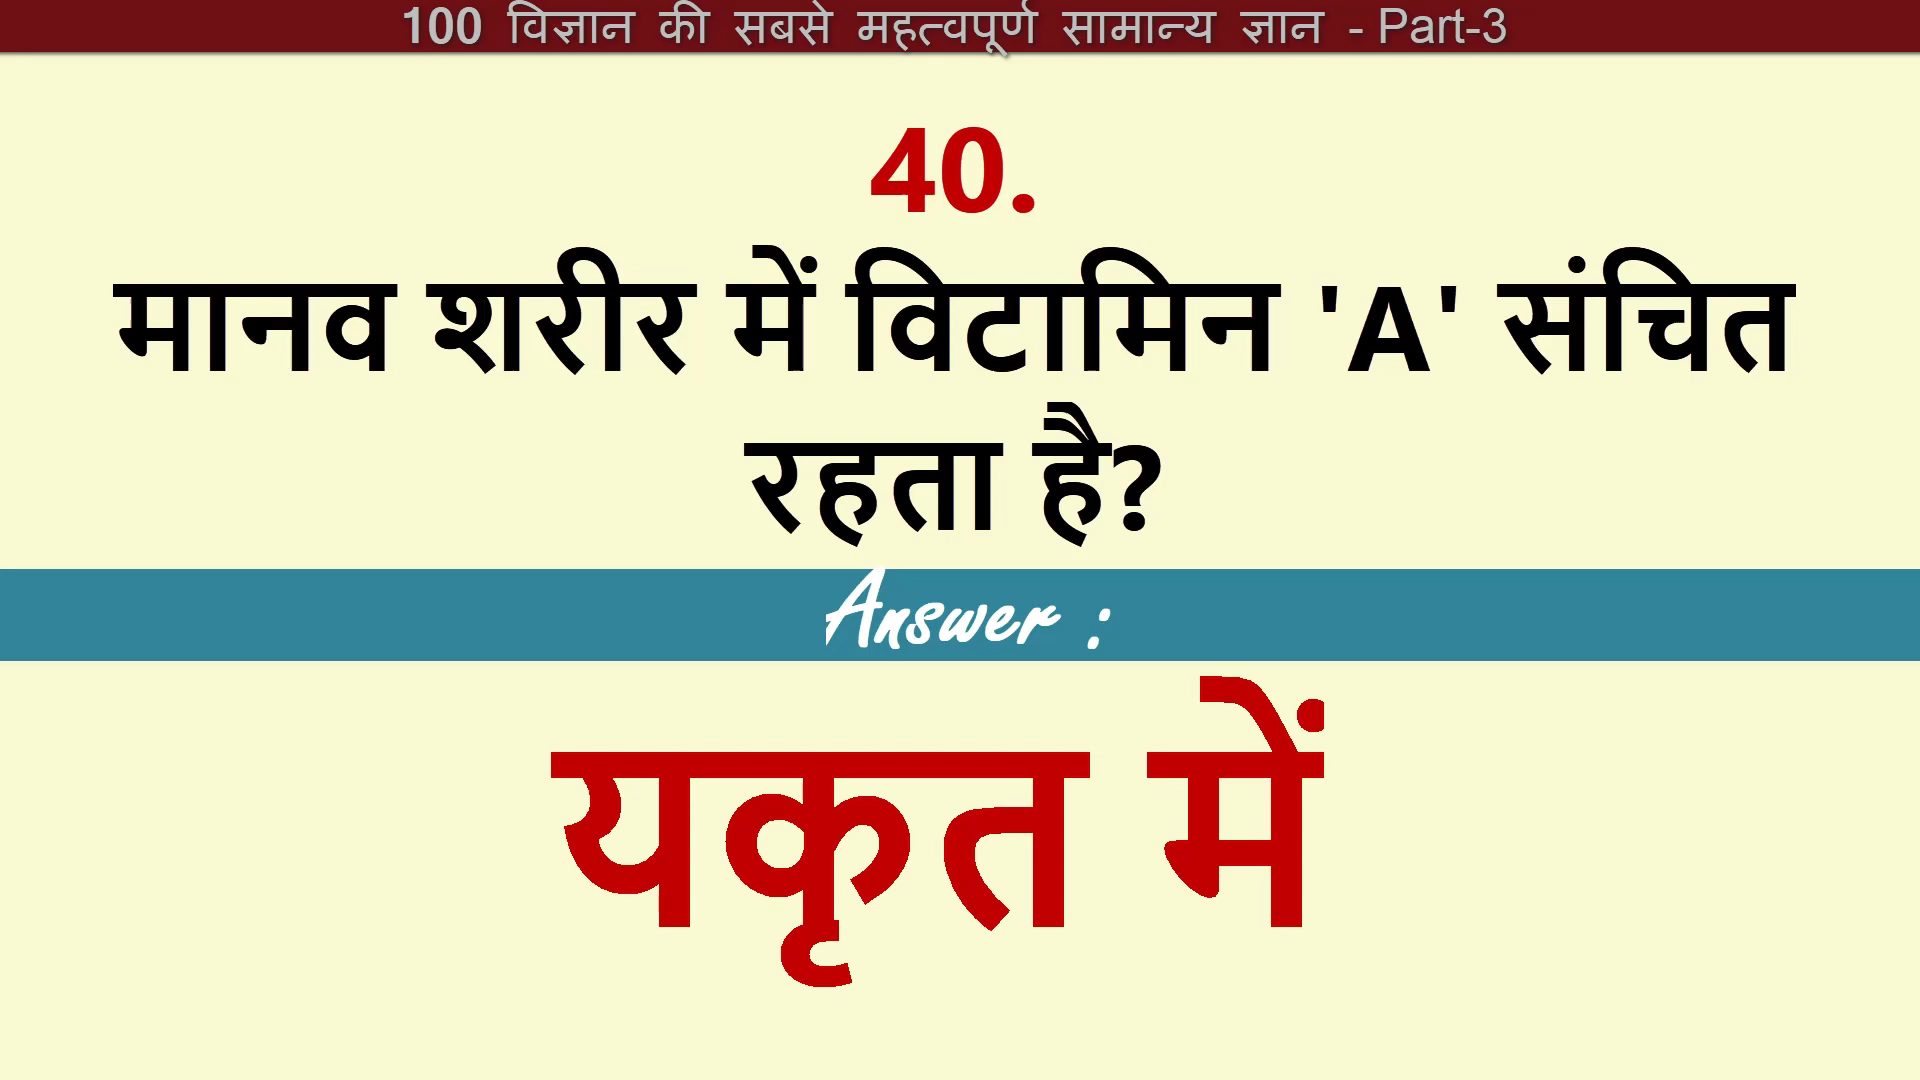 100 विज्ञान की सबसे महत्वपूर्ण सामान्य ज्ञान - Part-3
40.
मानव शरीर में विटामिन 'A' संचित
रहता है?
Answer :
यकृत में